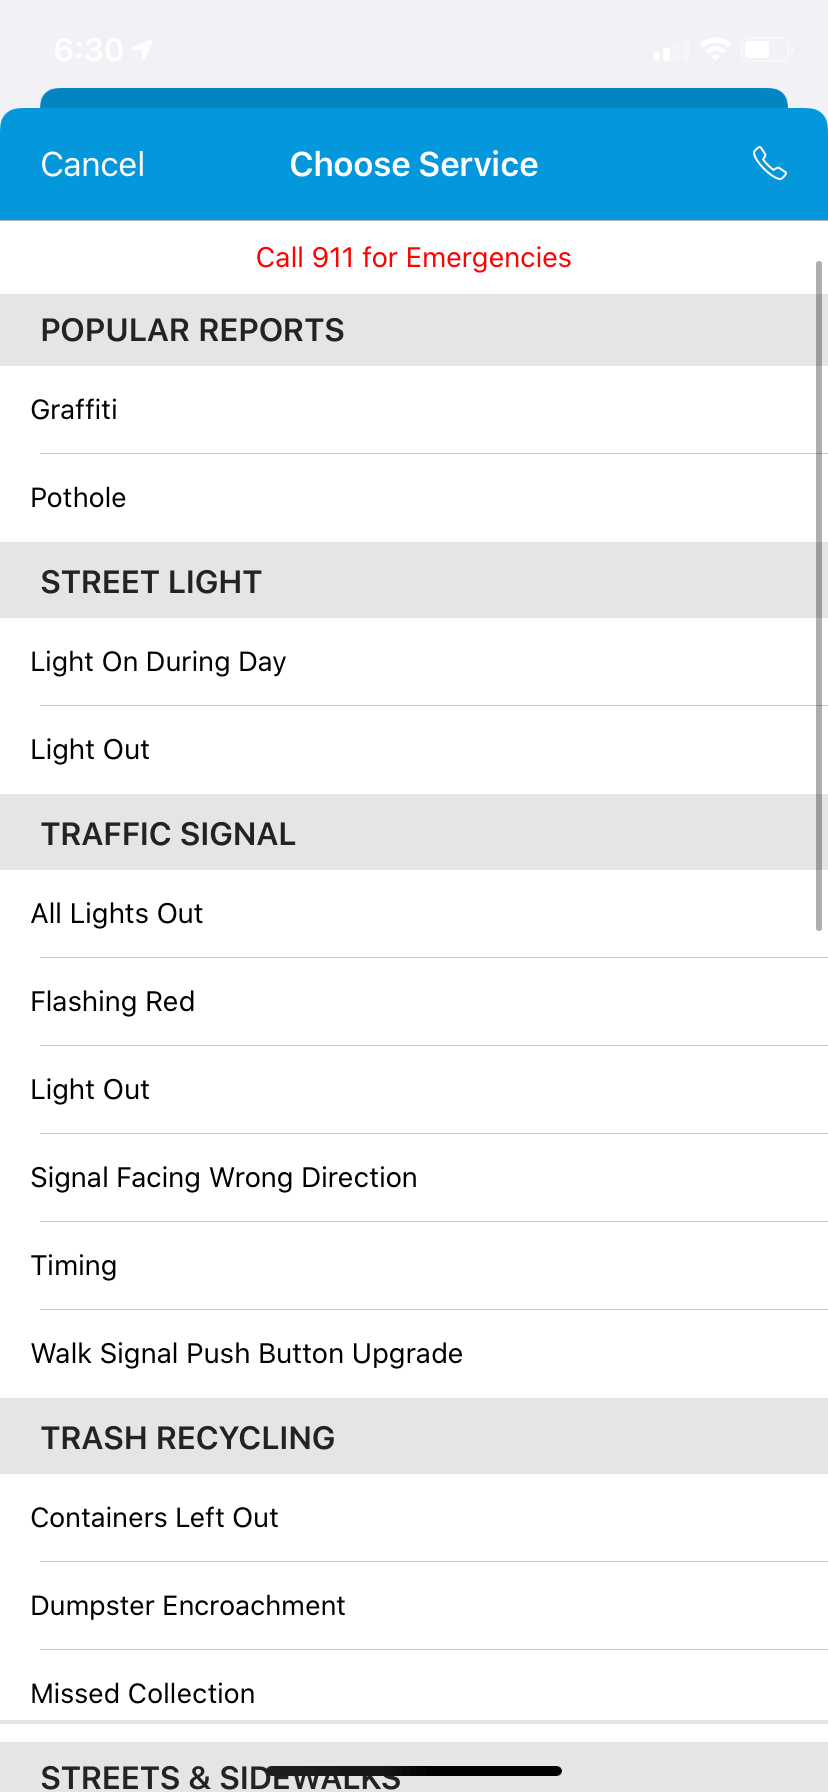 6:30
Cancel Choose Service
Call 911 for Emergencies
POPULAR REPORTS
Graffiti
Pothole
STREET LIGHT
Light On During Day
Light Out
TRAFFIC SIGNAL
All Lights Out
Flashing Red
Light Out
Signal Facing Wrong Direction
Timing
Walk Signal Push Button Upgrade
TRASH RECYCLING
Containers Left Out
Dumpster Encroachment
Missed Collection
STREETS & SIDEWALKS